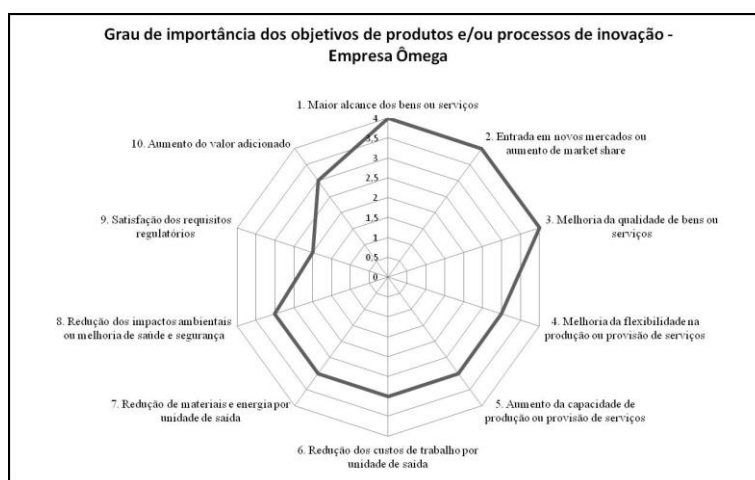 Grau de importância dos objetivos de produtos e/ou processos de inovação -
Empresa Ômega
1. Maior alcance dos bens ou serviços
2. Entrada em novos mercados ou
aumento de market share
3. Melhoria da qualidade de bens ou
serviços
4. Melhoria da flexibilidade na
produção ou provisão de serviços
5. Aumento da capacidade de
produção ou provisão de serviços
6. Redução dos custos de trabalho por
unidade de saída
7. Redução de materiais e energia por
unidade de saída
8. Redução dos impactos ambientais
ou melhoria de saúde e segurança
9. Satisfação dos requisitos
regulatórios
10. Aumento do valor adicionado
4
3,5
3
2,5
2
1,5
1
0,5
0